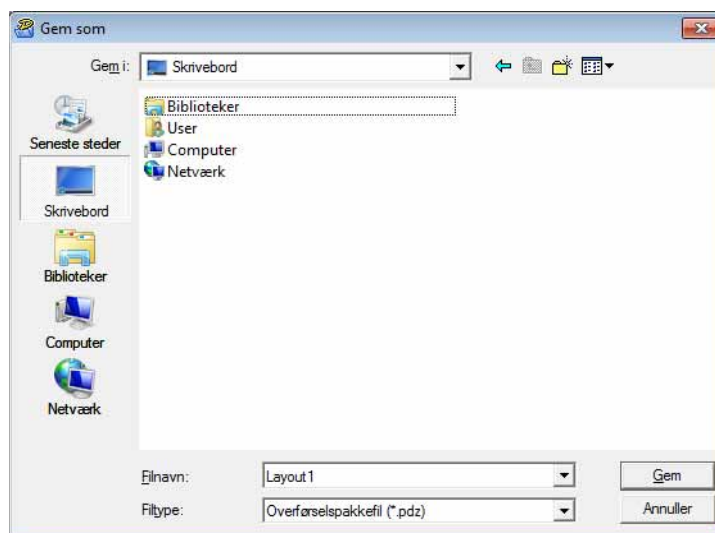 Gem som
Gem i:
Skrivebord
Seneste steder
Skrivebord
Biblioteker
Computer
Netværk
Biblioteker
User
Computer
Netværk
Filnavn:
Layout1
Gem
Filtype:
Overførselspakkefil (*.pdz)
Annuller